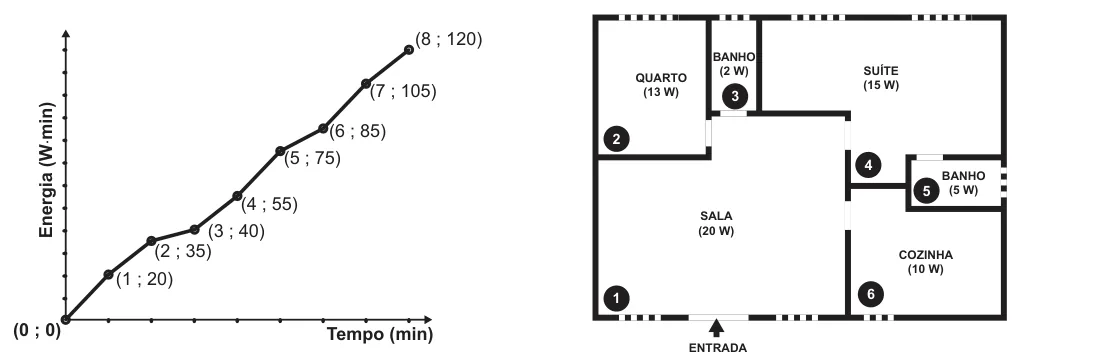 Energia (W·min)
(8 ; 120)
(7 ; 105)
(6 ; 85)
(5 ; 75)
(4 ; 55)
(3 ; 40)
(2 ; 35)
(1 ; 20)
(0 ; 0)
Tempo (min)
QUARTO
(13 W)
2
BANHO
(2 W)
3
SUÍTE
(15 W)
4
BANHO
(5 W)
5
SALA
(20 W)
1
COZINHA
(10 W)
6
ENTRADA